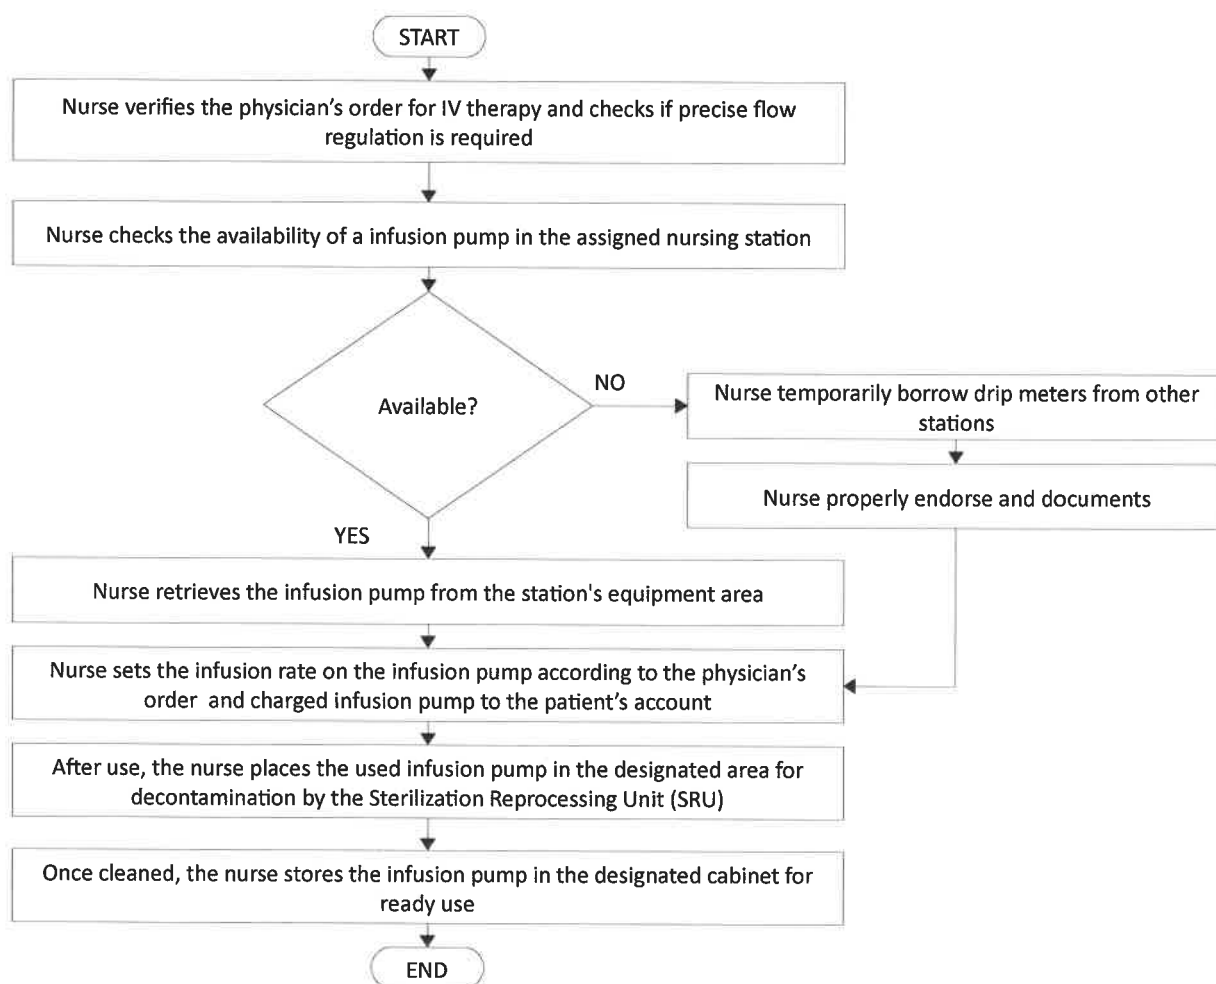 START
Nurse verifies the physician's order for IV therapy and checks if precise flow
regulation is required
Nurse checks the availability of a infusion pump in the assigned nursing station
Available?
NO
Nurse temporarily borrow drip meters from other
stations
Nurse properly endorse and documents
YES
Nurse retrieves the infusion pump from the station's equipment area
Nurse sets the infusion rate on the infusion pump according to the physician's
order and charged infusion pump to the patient's account
After use, the nurse places the used infusion pump in the designated area for
decontamination by the Sterilization Reprocessing Unit (SRU)
Once cleaned, the nurse stores the infusion pump in the designated cabinet for
ready use
END